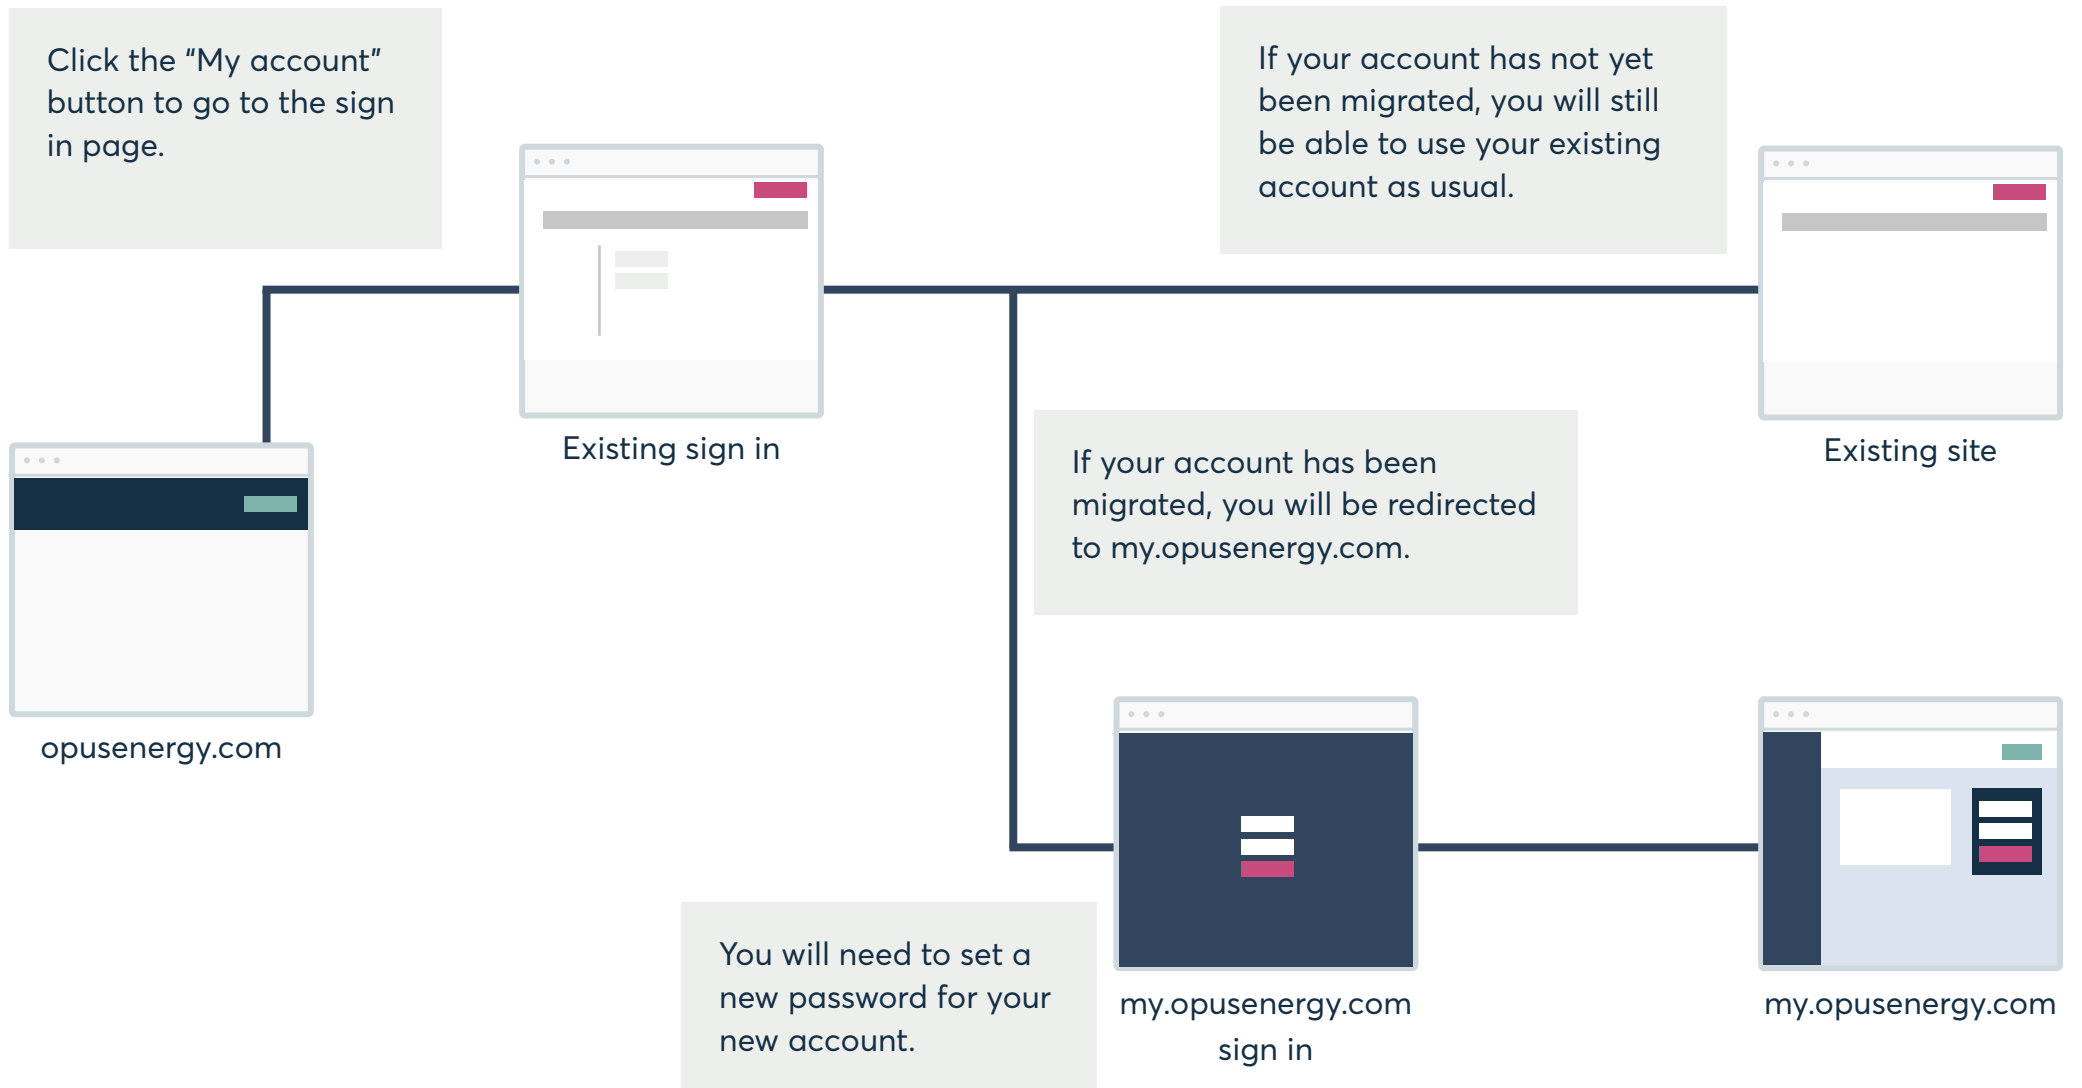 Click the “My account”
button to go to the sign
in page.
If your account has not yet
been migrated, you will still
be able to use your existing
account as usual.
Existing sign in
Existing site
If your account has been
migrated, you will be redirected
to my.opusenergy.com.
opusenergy.com
You will need to set a
new password for your
new account.
my.opusenergy.com
sign in
my.opusenergy.com